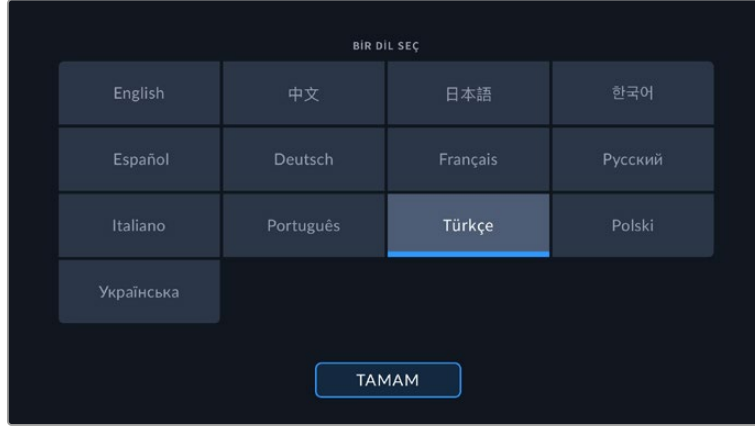 BİR DİL SEÇ
English 中文 日本語 한국어
Español Deutsch Français Русский
Italiano Português Türkçe Polski
Українська
TAMAM